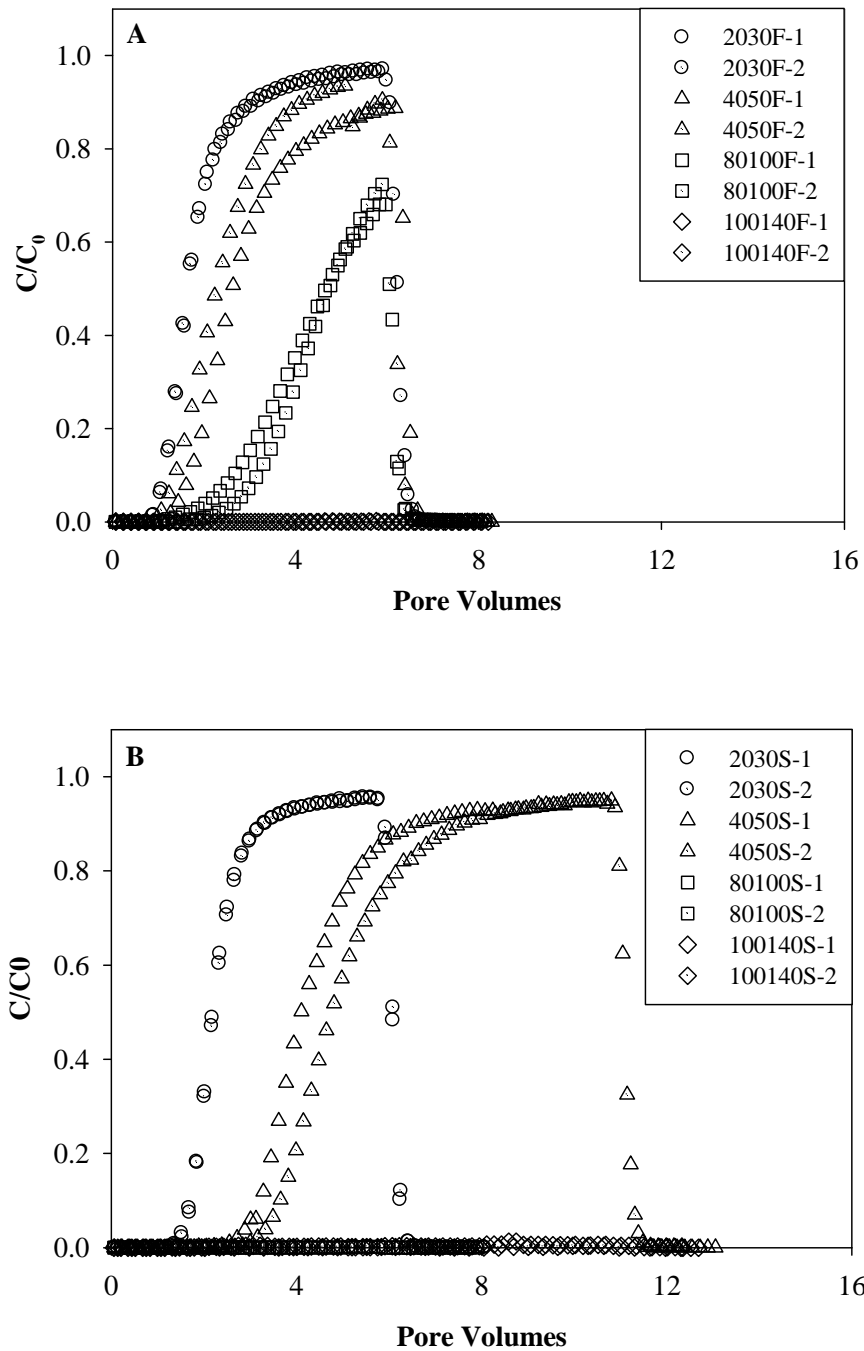 A
1.0
0.8
0.6
0.4
0.2
0.0
C/C0
0
4
8
12
16
Pore Volumes
2030F-1
2030F-2
4050F-1
4050F-2
80100F-1
80100F-2
100140F-1
100140F-2
B
1.0
0.8
0.6
0.4
0.2
0.0
C/C0
0
4
8
12
16
Pore Volumes
2030S-1
2030S-2
4050S-1
4050S-2
80100S-1
80100S-2
100140S-1
100140S-2